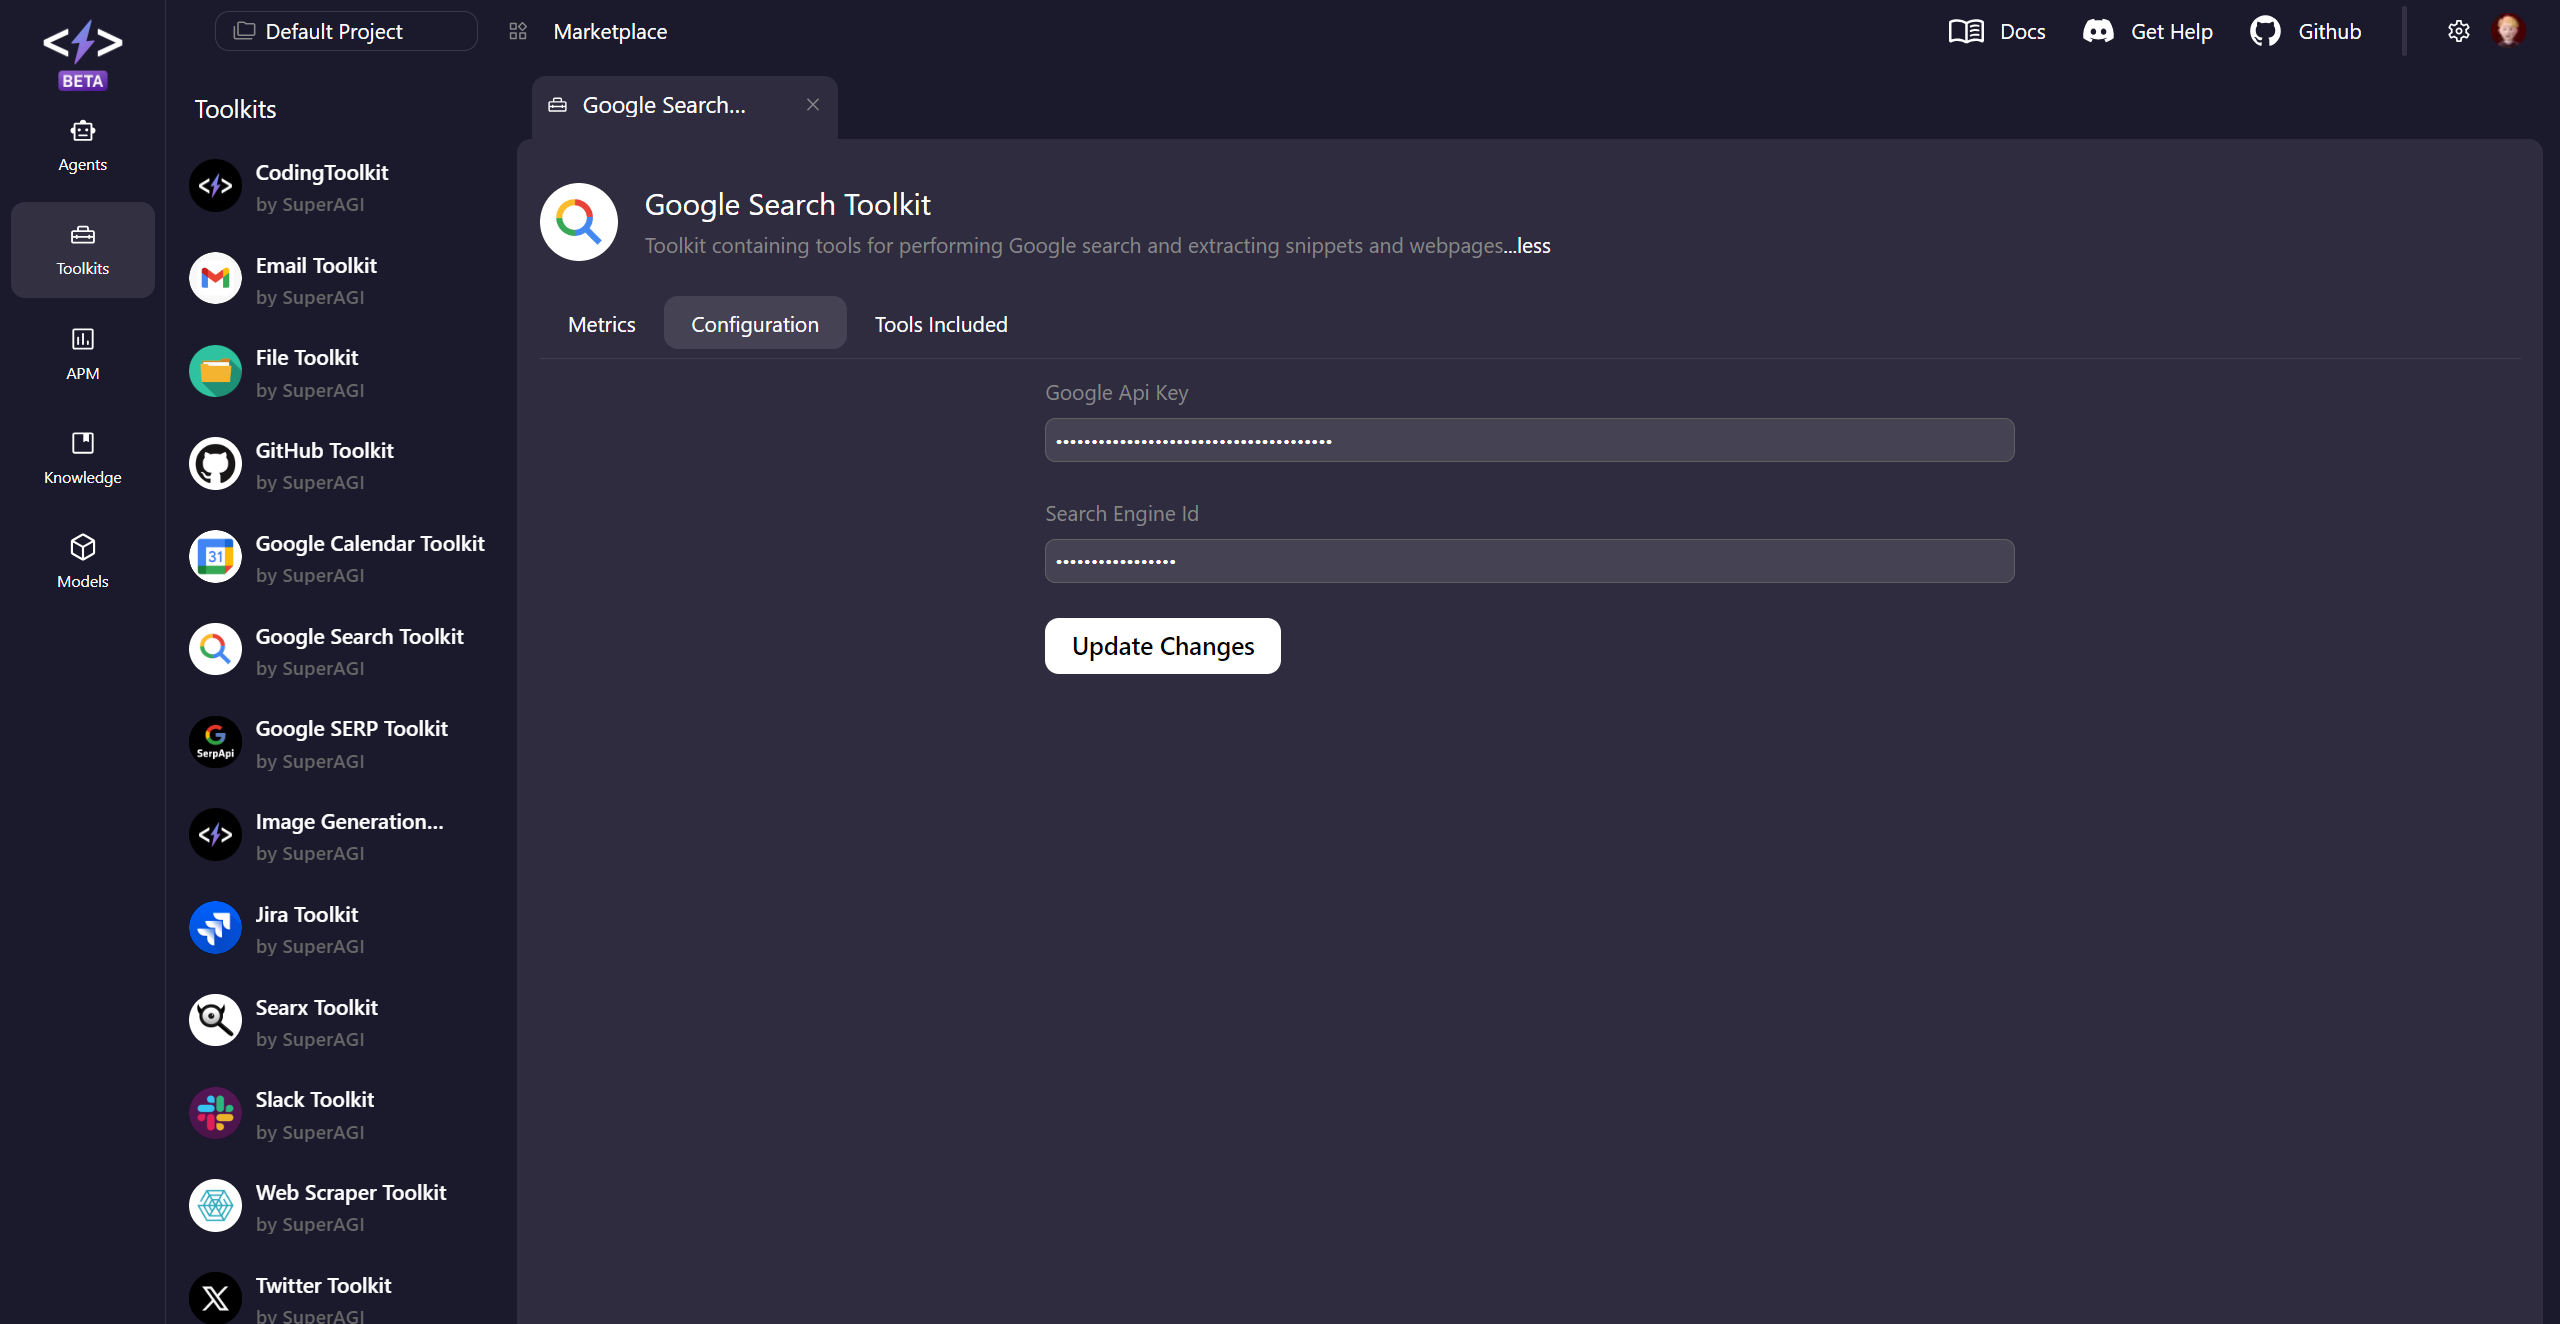 Default Project
Marketplace
Docs
Get Help
Github
BETA
Agents
Toolkits
APM
Knowledge
Models
Toolkits
CodingToolkit
by SuperAGI
Email Toolkit
by SuperAGI
File Toolkit
by SuperAGI
GitHub Toolkit
by SuperAGI
31
Google Calendar Toolkit
by SuperAGI
Google Search Toolkit
by SuperAGI
SerpApi
Google SERP Toolkit
by SuperAGI
Image Generation...
by SuperAGI
Jira Toolkit
by SuperAGI
Searx Toolkit
by SuperAGI
Slack Toolkit
by SuperAGI
Web Scraper Toolkit
by SuperAGI
Twitter Toolkit
by SuperAGI
Google Search...
Google Search Toolkit
Toolkit containing tools for performing Google search and extracting snippets and webpages...less
Metrics
Configuration
Tools Included
Google Api Key
Search Engine Id
Update Changes